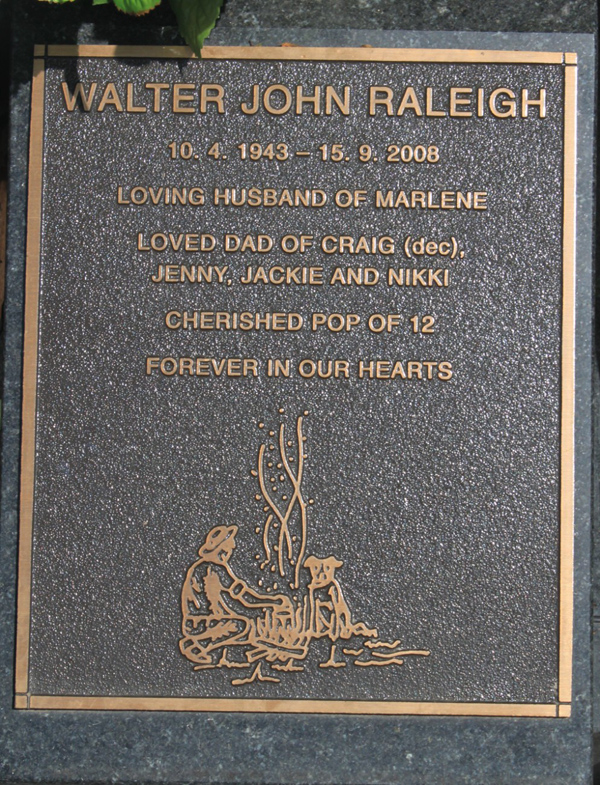 WALTER JOHN RALEIGH
10. 4. 1943 – 15. 9. 2008
LOVING HUSBAND OF MARLENE
LOVED DAD OF CRAIG (dec),
JENNY, JACKIE AND NIKKI
CHERISHED POP OF 12
FOREVER IN OUR HEARTS